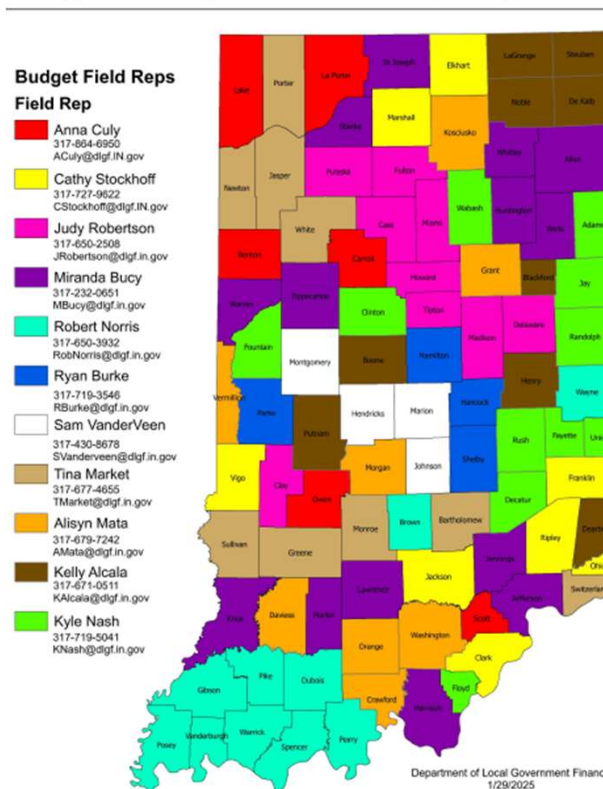 Budget Field Reps
Field Rep
Anna Culy
317-864-6950
ACuly@dlgf.IN.gov
Cathy Stockhoff
317-727-9622
CStockhoff@dlgf.IN.gov
Judy Robertson
317-650-2508
JRobertson@dlgf.in.gov
Miranda Bucy
317-232-0651
MBucy@dlgf.in.gov
Robert Norris
317-650-3932
RobNorris@dlgf.in.gov
Ryan Burke
317-719-3546
RBurke@dlgf.in.gov
Sam VanderVeen
317-430-8678
SVanderveen@dlgf.in.gov
Tina Market
317-677-4655
TMarket@dlgf.in.gov
Alisyn Mata
317-679-7242
AMata@dlgf.in.gov
Kelly Alcala
317-671-0511
KAlcala@dlgf.in.gov
Kyle Nash
317-719-5041
KNash@dlgf.in.gov
Lake Porter La Porte St Joseph Elkhart LaGrange Steuben
Noble De Kalb
Starke Marshall Kosciusko
Whitley Allen
Newton Jasper Pulaski Fulton
Wabash Huntington Wells Adams
White Cass Miami
Benton Carroll Howard Grant Blackford Jay
Warren Tippecanoe Clinton Tipton
Madison Delaware Randolph
Fountain Montgomery Boone Hamilton
Vermillion Parke Putnam Hendricks Marion Hancock Henry Wayne
Rush Fayette
Vigo Clay Owen Morgan Johnson Shelby Franklin
Decatur
Sullivan Greene Monroe Brown Bartholomew Ripley
Jennings
Jackson Switzerlan
Knox Daviess Martin Lawrence Jefferson
Scott
Orange Washington
Clark
Gibson Pike Dubois Crawford Floyd
Harrison
Posey Vanderburgh Warrick Spencer Perry
Department of Local Government Financ
1/29/2025